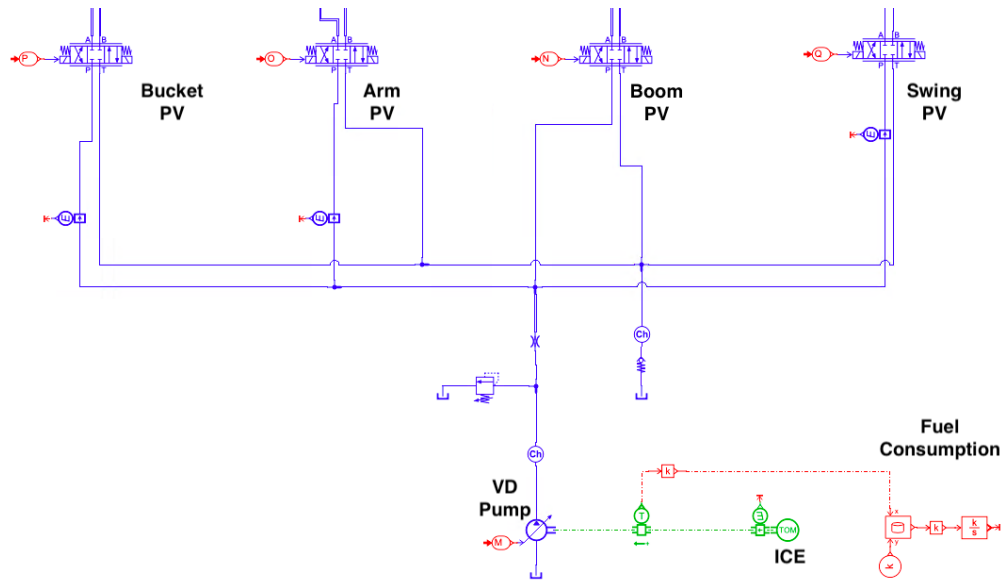 A B
A B
A B
A B
P
O
N
Q
P T
P T
P T
P T
Bucket
PV
Arm
PV
Boom
PV
Swing
PV
Ch
Ch
Fuel
Consumption
VD
Pump
k
T
ω
TOM
M
ICE
x
y
k
k
s
k